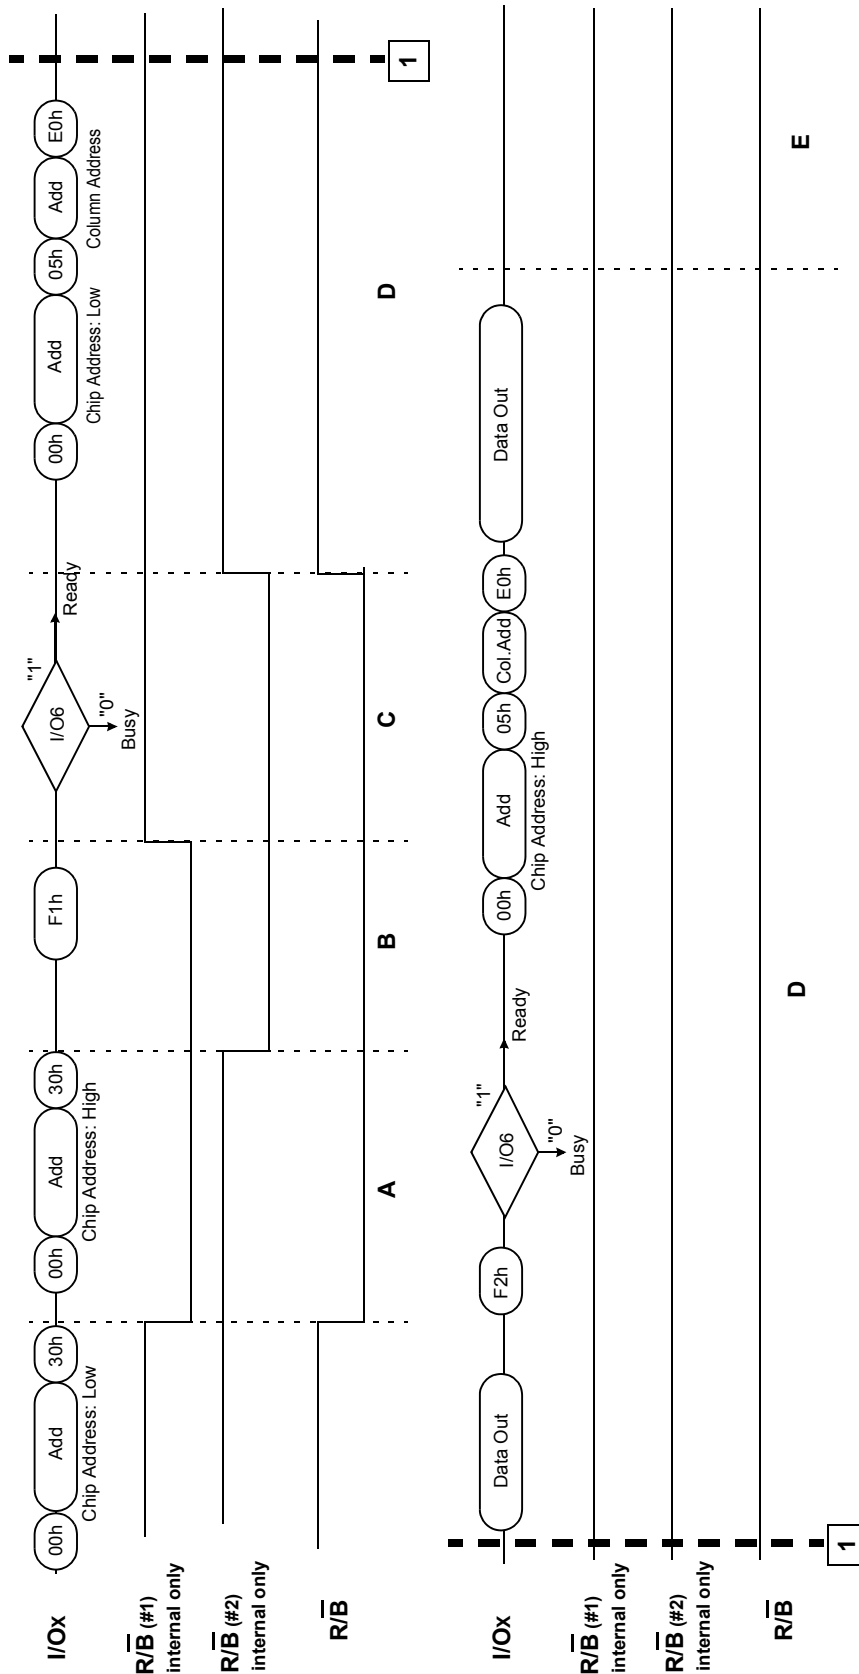 I/Ox
00h Add 30h 00h Add 30h F1h I/O6 "1" Ready 00h Add 05h Add E0h
Chip Address: Low
Chip Address: High
"0"
Busy
Chip Address: Low
Column Address
R/B̅ (#1)
internal only
R/B̅ (#2)
internal only
R/B̅
A B C D
1
I/Ox
Data Out F2h I/O6 "1" Ready 00h Add 05h Col.Add E0h Data Out
"0"
Busy
Chip Address: High
R/B̅ (#1)
internal only
R/B̅ (#2)
internal only
R/B̅
D E
1